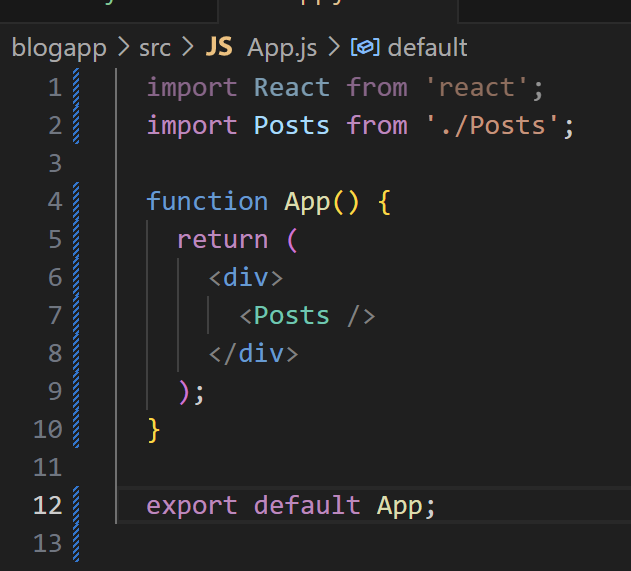 blogapp > src > JS App.js > default
1 import React from 'react';
2 import Posts from './Posts';
3
4 function App() {
5   return (
6     <div>
7       <Posts />
8     </div>
9   );
10 }
11
12 export default App;
13